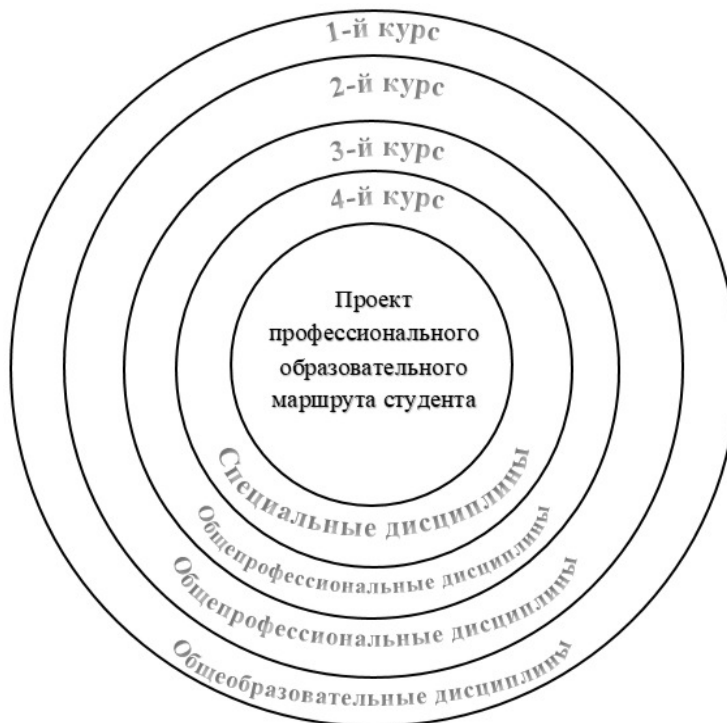 1-й курс
2-й курс
3-й курс
4-й курс
Проект
профессионального
образовательного
маршрута студента
Специальные дисциплины
Общепрофессиональные дисциплины
Общепрофессиональные дисциплины
Общеобразовательные дисциплины